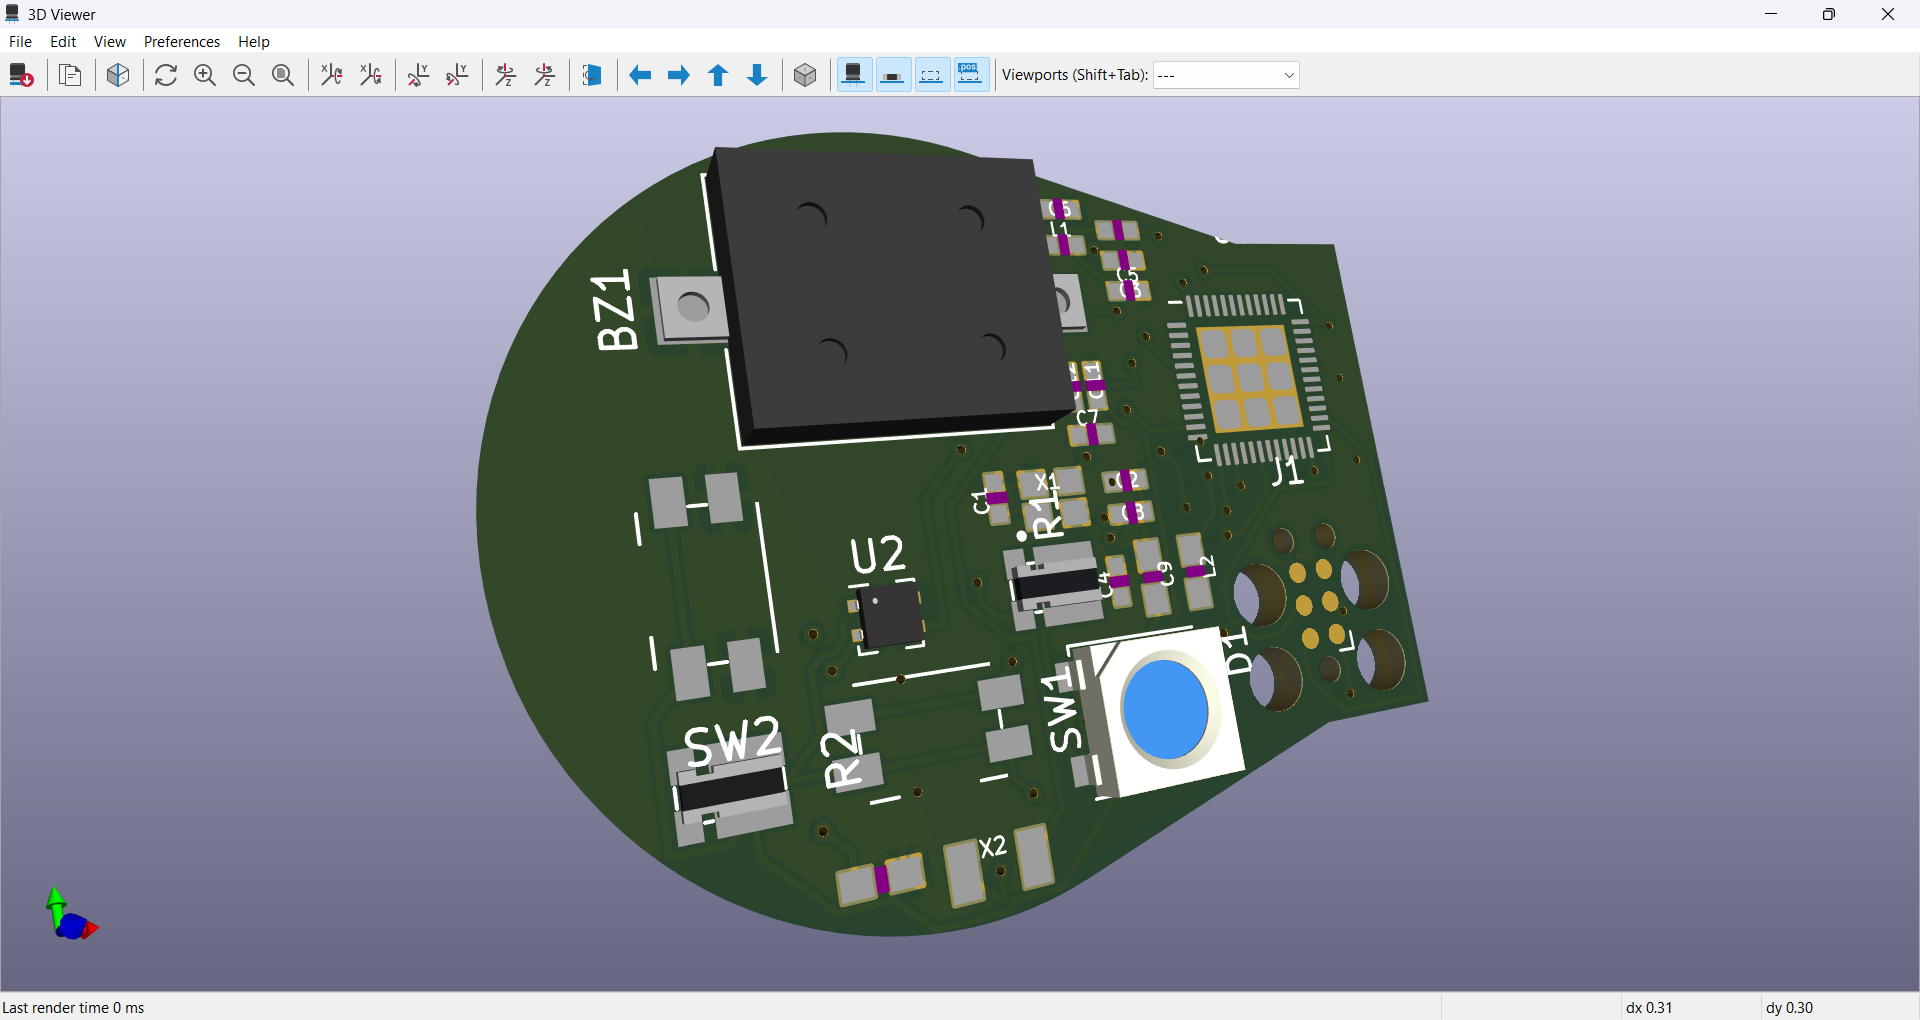 3D Viewer
File Edit View Preferences Help
Viewports (Shift+Tab): ---
BZ1
L1
C5
C3
C1
C7
J1
C1
X1
C2
R1
C3
U2
C4
C9
L2
D1
SW1
SW2
R2
X2
Last render time 0 ms
dx 0.31
dy 0.30